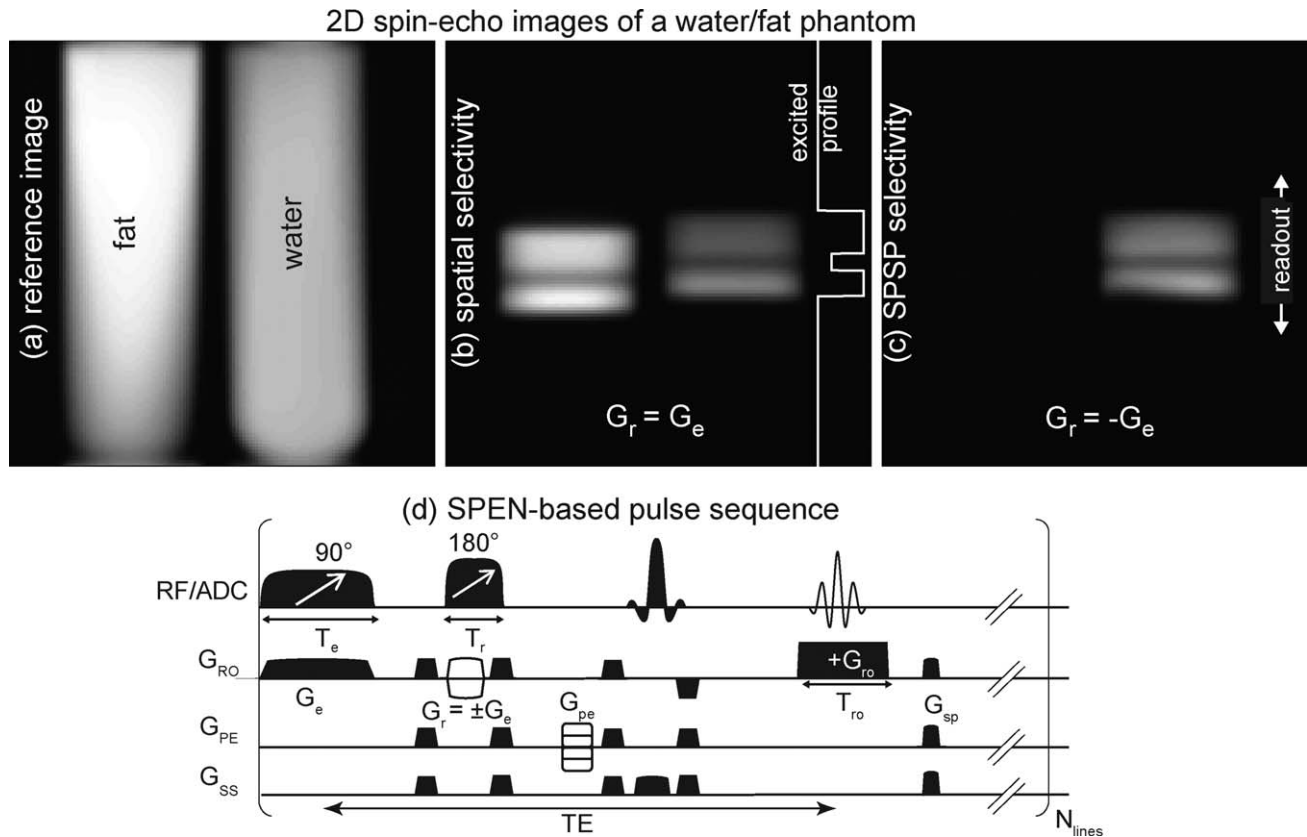 2D spin-echo images of a water/fat phantom
(a) reference image
fat
water
(b) spatial selectivity
excited
profile
G_r = G_e
(c) SPSP selectivity
readout
G_r = -G_e
(d) SPEN-based pulse sequence
RF/ADC
90°
180°
T_e
T_r
G_RO
G_e
G_r = ±G_e
G_pe
+G_ro
T_ro
G_sp
G_PE
G_SS
TE
N_lines